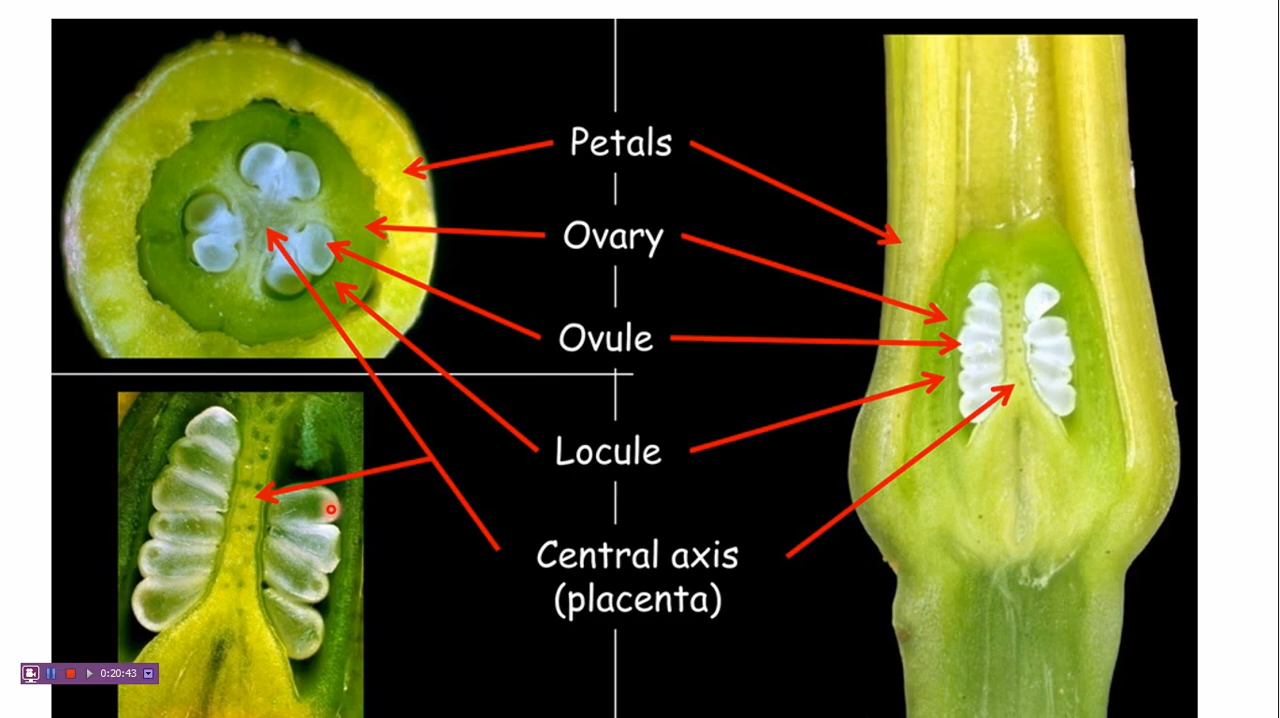 Petals
Ovary
Ovule
Locule
Central axis
(placenta)
0:20:43